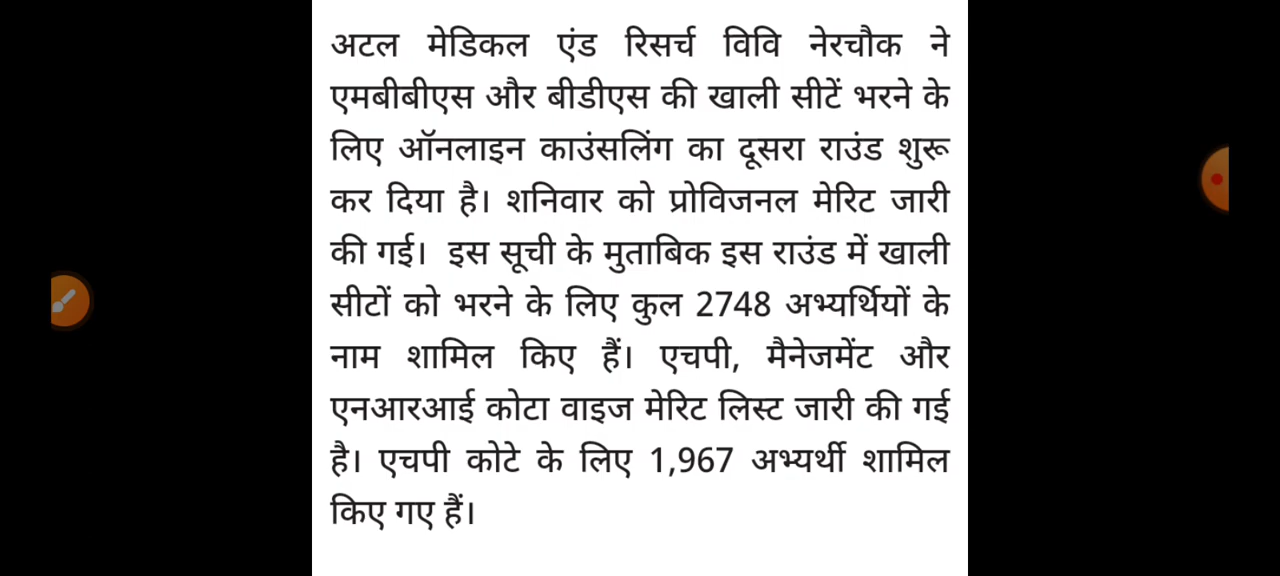 अटल मेडिकल एंड रिसर्च विवि नेरचौक ने
एमबीबीएस और बीडीएस की खाली सीटें भरने के
लिए ऑनलाइन काउंसलिंग का दूसरा राउंड शुरू
कर दिया है। शनिवार को प्रोविजनल मेरिट जारी
की गई। इस सूची के मुताबिक इस राउंड में खाली
सीटों को भरने के लिए कुल 2748 अभ्यर्थियों के
नाम शामिल किए हैं। एचपी, मैनेजमेंट और
एनआरआई कोटा वाइज मेरिट लिस्ट जारी की गई
है। एचपी कोटे के लिए 1,967 अभ्यर्थी शामिल
किए गए हैं।